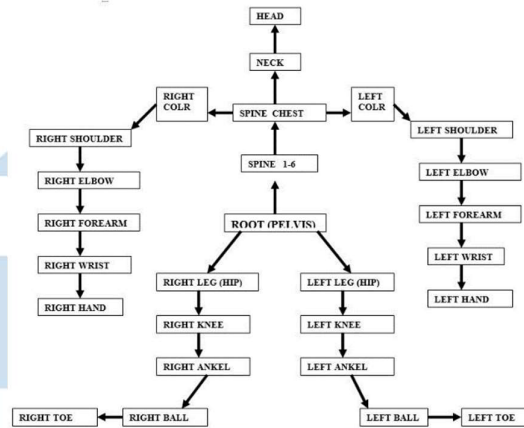 HEAD
NECK
RIGHT
COLR
SPINE CHEST
LEFT
COLR
RIGHT SHOULDER
LEFT SHOULDER
SPINE 1-6
RIGHT ELBOW
LEFT ELBOW
RIGHT FOREARM
LEFT FOREARM
ROOT (PELVIS)
RIGHT WRIST
LEFT WRIST
RIGHT LEG (HIP)
LEFT LEG (HIP)
RIGHT HAND
LEFT HAND
RIGHT KNEE
LEFT KNEE
RIGHT ANKEL
LEFT ANKEL
RIGHT TOE
RIGHT BALL
LEFT BALL
LEFT TOE